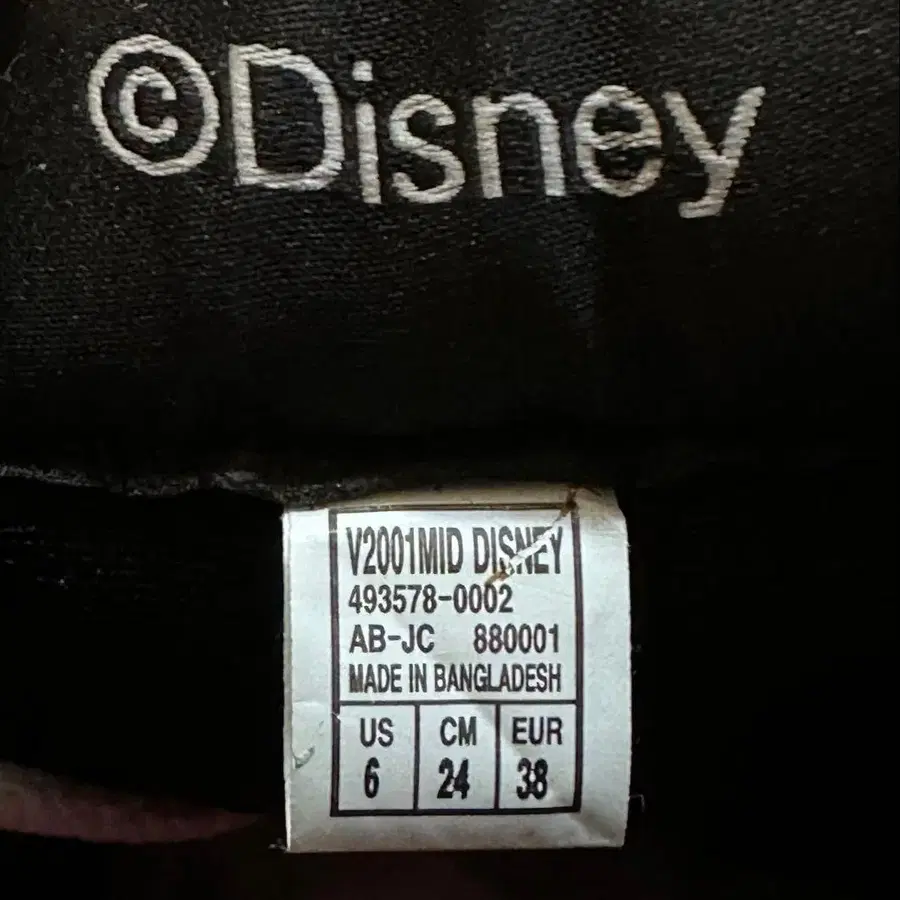 ©Disney
V2001MID DISNEY
493578-0002
AB-JC 880001
MADE IN BANGLADESH
US CM EUR
6 24 38